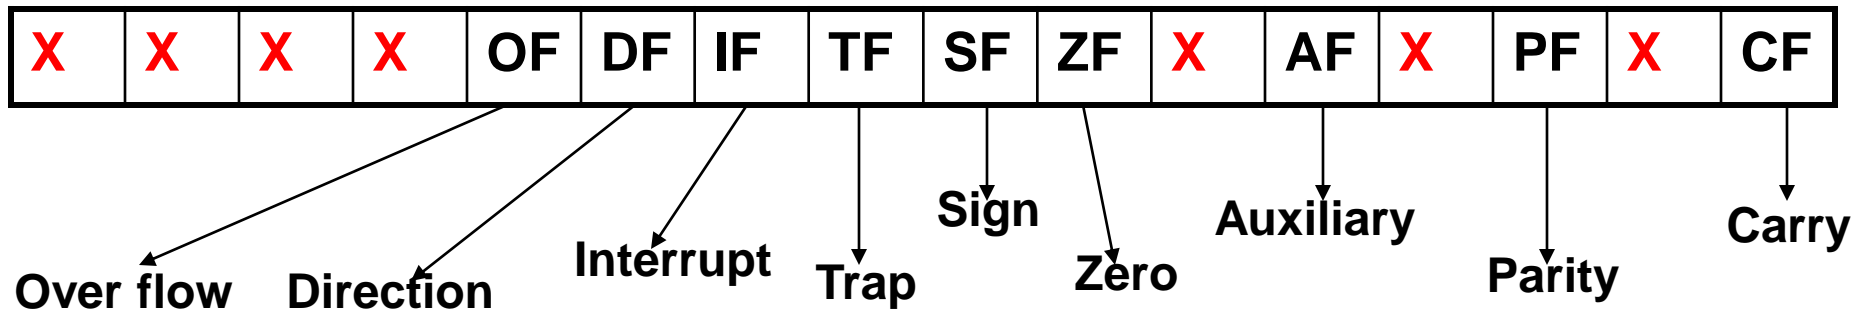 X X X X OF DF IF TF SF ZF X AF X PF X CF
Sign Auxiliary Carry
Interrupt Zero
Over flow Direction Trap Parity